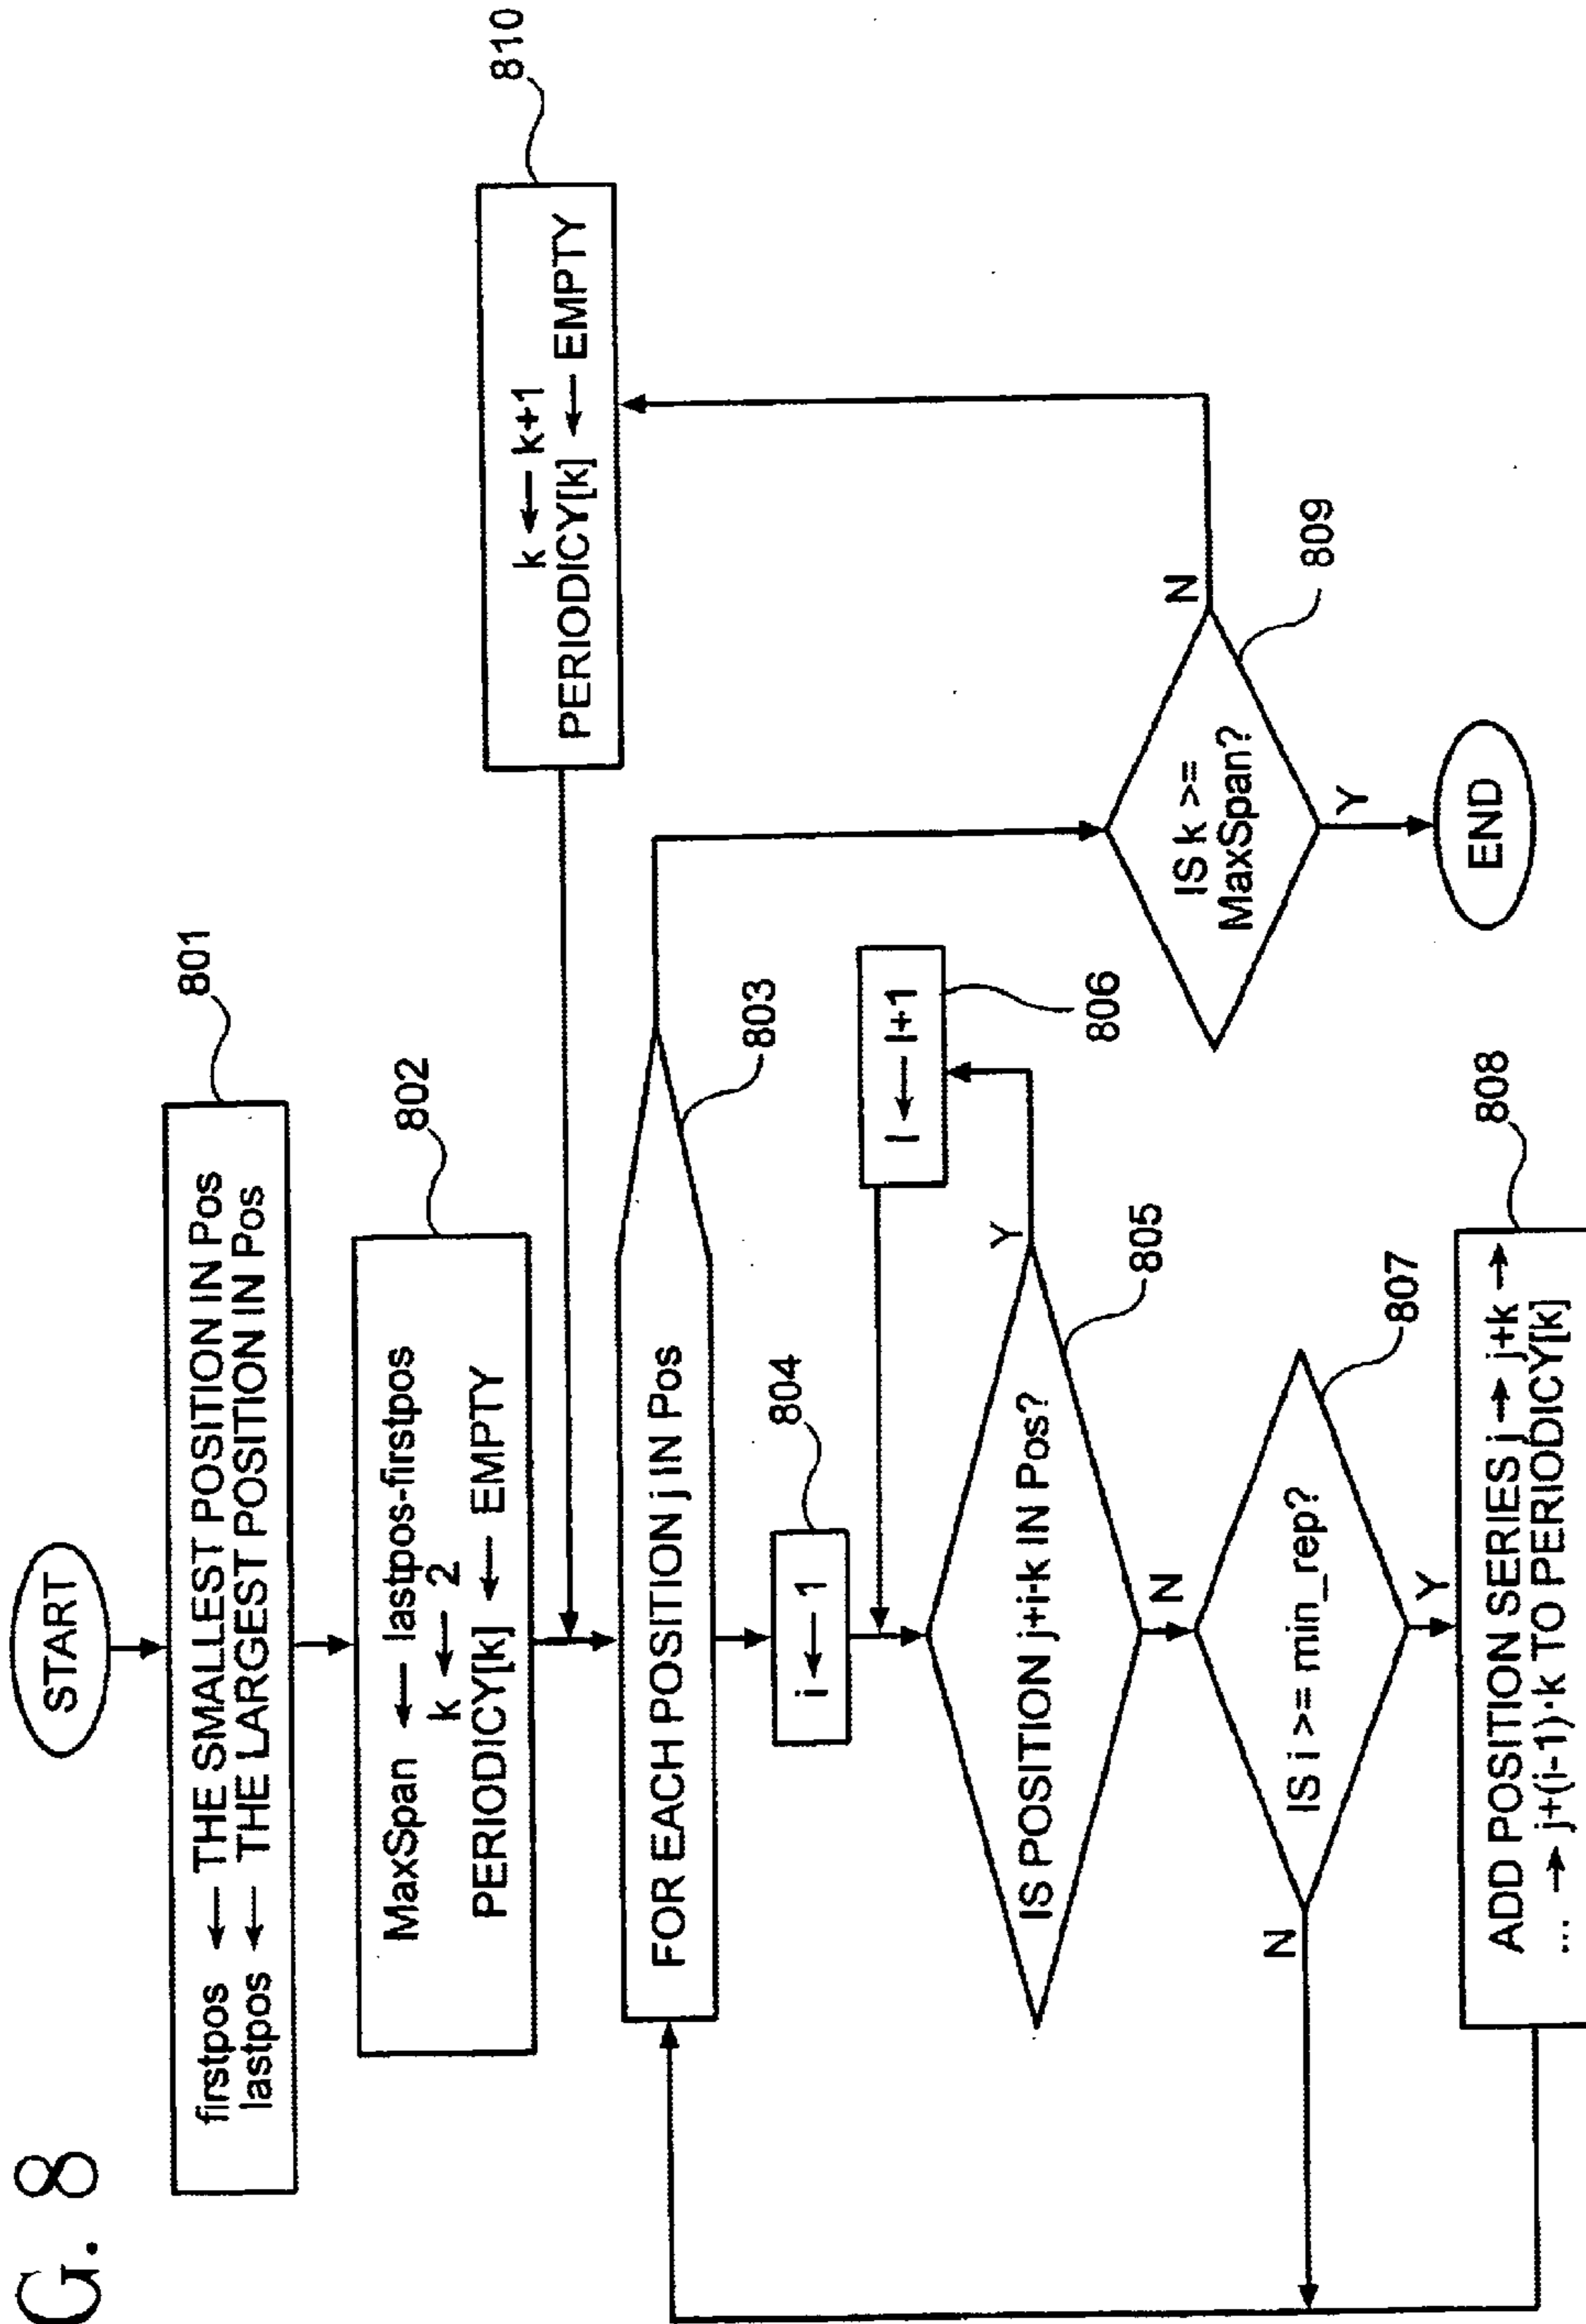 G. 8
START
801
firstpos ← THE SMALLEST POSITION IN Pos
lastpos ← THE LARGEST POSITION IN Pos
802
MaxSpan ← lastpos-firstpos
k ← 2
PERIODICY[k] ← EMPTY
810
k ← k+1
PERIODICY[k] ← EMPTY
803
FOR EACH POSITION j IN Pos
804
i ← 1
806
I ← I+1
805
IS POSITION j+i·k IN Pos?
Y
N
807
IS i >= min_rep?
N
Y
808
ADD POSITION SERIES j → j+k →
... → j+(i-1)·k TO PERIODICY[k]
809
IS k >=
MaxSpan?
N
Y
END